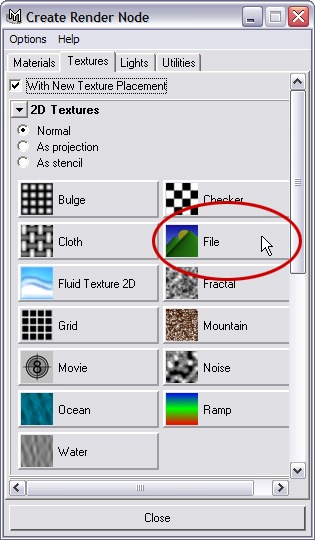 Create Render Node
Options Help
Materials Textures Lights Utilities
With New Texture Placement
2D Textures
Normal
As projection
As stencil
Bulge Checker
Cloth File
Fluid Texture 2D Fractal
Grid Mountain
Movie Noise
Ocean Ramp
Water
Close